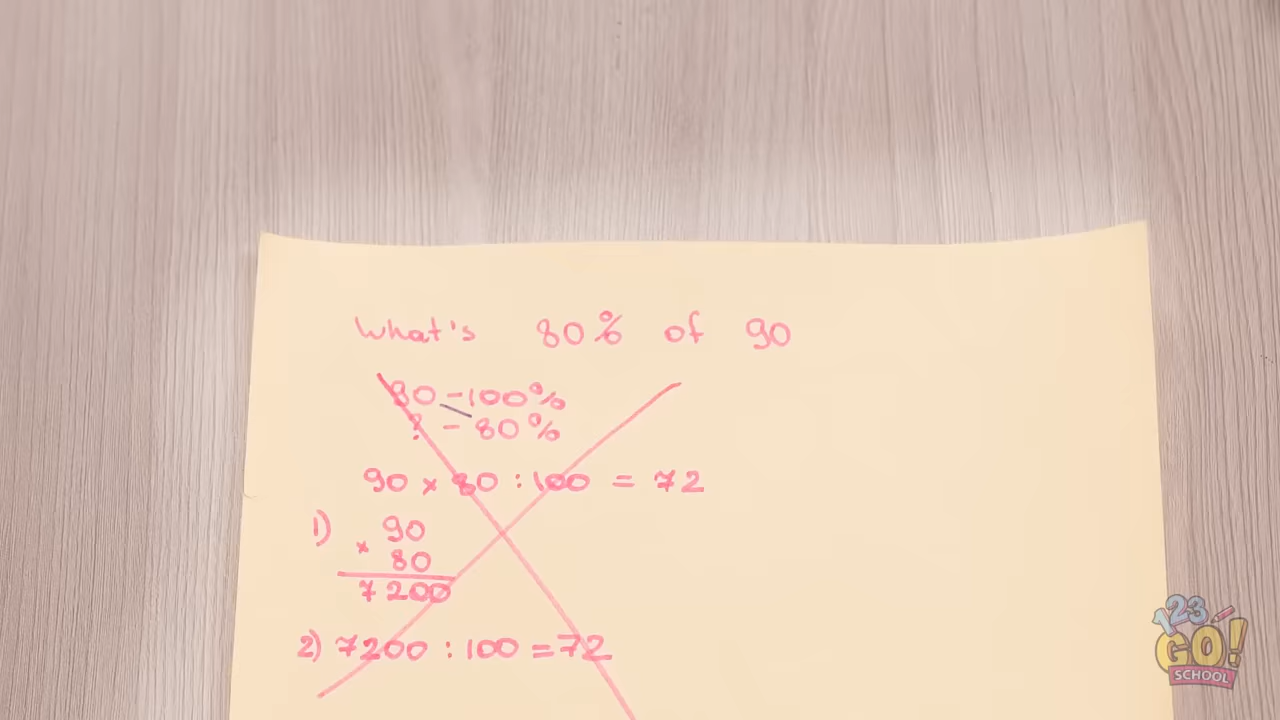 What's 80% of 90
90 - 100%
? - 80%
90 x 80 : 100 = 72
1) 90
x 80
7200
2) 7200 : 100 = 72
123
GO!
SCHOOL